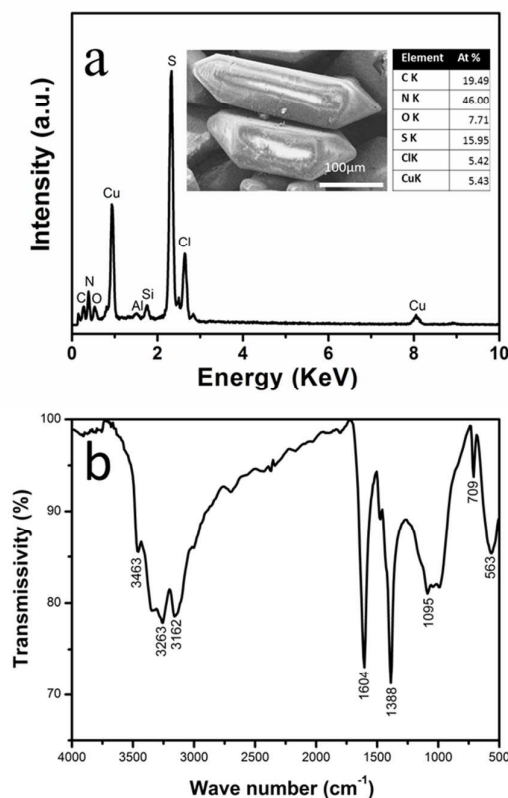 a
Intensity (a.u.)
Cu
N
C
O
Al
Si
S
Cl
Cu
100μm
Element At %
C K 19.49
N K 46.00
O K 7.71
S K 15.95
ClK 5.42
CuK 5.43
0 2 4 6 8 10
Energy (KeV)
b
Transmissivity (%)
100
90
80
70
3463
3263
3162
1604
1388
1095
709
563
4000 3500 3000 2500 2000 1500 1000 500
Wave number (cm⁻¹)